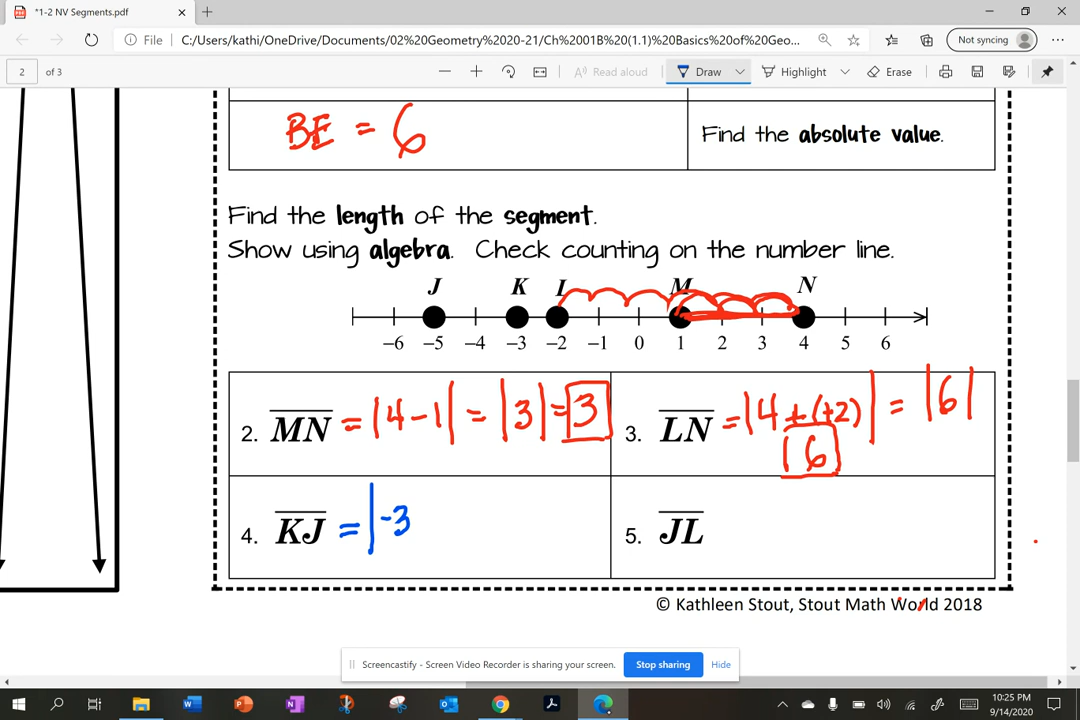 *1-2 NV Segments.pdf
File C:/Users/kathi/OneDrive/Documents/02%20Geometry%2020-21/Ch%2001B%20(1.1)%20Basics%20of%20Geo... Not syncing
2 of 3 Read aloud Draw Highlight Erase
BE = 6
Find the absolute value.
Find the length of the segment.
Show using algebra. Check counting on the number line.
J K L M N
-6 -5 -4 -3 -2 -1 0 1 2 3 4 5 6
2. MN = |4-1| = |3| = 3
3. LN = |4+(+2)| = |6|
6
4. KJ = |-3
5. JL
© Kathleen Stout, Stout Math World 2018
Screencastify - Screen Video Recorder is sharing your screen. Stop sharing Hide
10:25 PM
9/14/2020